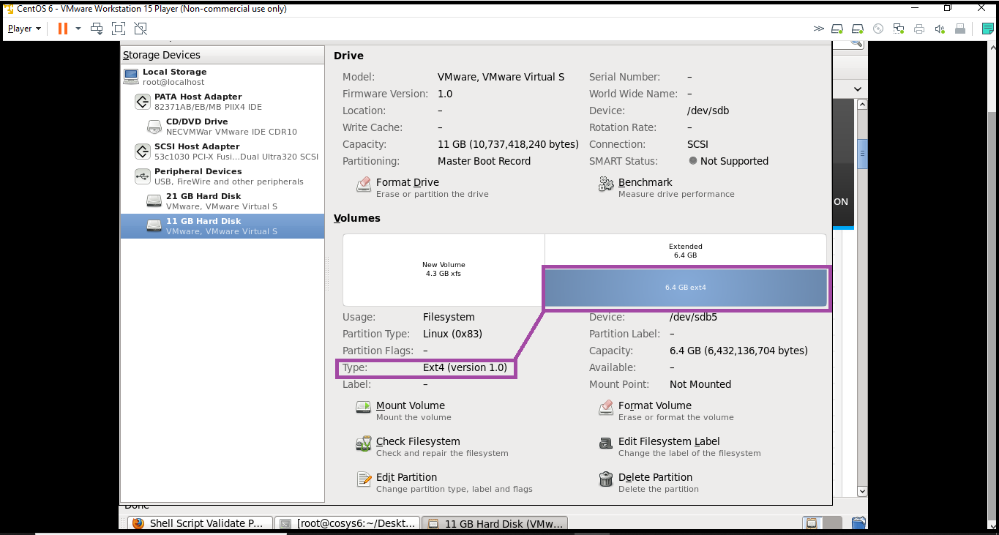 CentOS 6 - VMware Workstation 15 Player (Non-commercial use only)
Player
Storage Devices
Local Storage
root@localhost
PATA Host Adapter
82371AB/EB/MB PIIX4 IDE
CD/DVD Drive
NECVMWar VMware IDE CDR10
SCSI Host Adapter
53c1030 PCI-X Fusi...Dual Ultra320 SCSI
Peripheral Devices
USB, FireWire and other peripherals
21 GB Hard Disk
VMware, VMware Virtual S
11 GB Hard Disk
VMware, VMware Virtual S
Drive
Model: VMware, VMware Virtual S Serial Number: –
Firmware Version: 1.0 World Wide Name: –
Location: – Device: /dev/sdb
Write Cache: – Rotation Rate: –
Capacity: 11 GB (10,737,418,240 bytes) Connection: SCSI
Partitioning: Master Boot Record SMART Status: Not Supported
Format Drive Benchmark
Erase or partition the drive Measure drive performance
ON
Volumes
New Volume
4.3 GB xfs
Extended
6.4 GB
6.4 GB ext4
Usage: Filesystem Device: /dev/sdb5
Partition Type: Linux (0x83) Partition Label: –
Partition Flags: – Capacity: 6.4 GB (6,432,136,704 bytes)
Type: Ext4 (version 1.0) Available: –
Label: – Mount Point: Not Mounted
Mount Volume Format Volume
Mount the volume Erase or format the volume
Check Filesystem Edit Filesystem Label
Check and repair the filesystem Change the label of the filesystem
Edit Partition Delete Partition
Change partition type, label and flags Delete the partition
Done
Shell Script Validate P... [root@cosys6:~/Deskt... 11 GB Hard Disk (VMw...